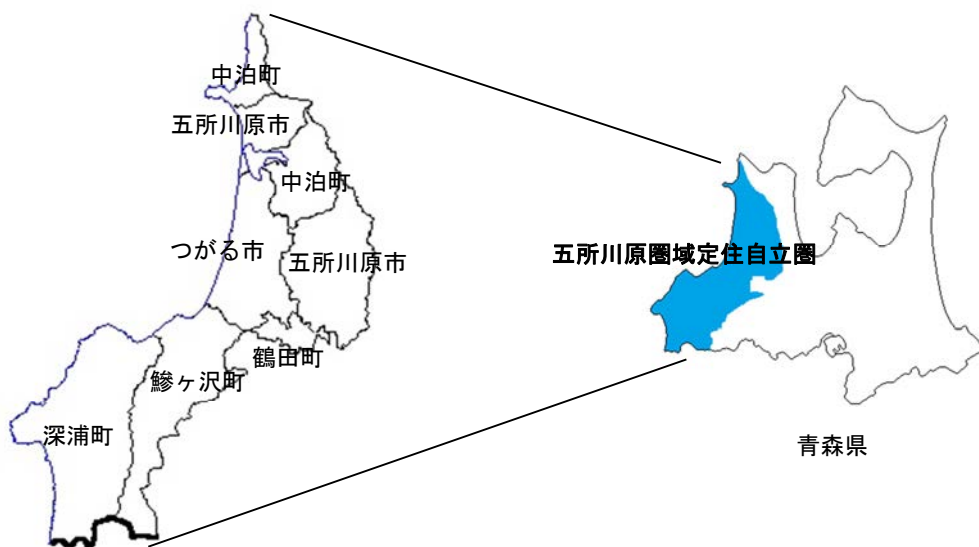 中泊町
五所川原市
中泊町
つがる市
五所川原市
鶴田町
鰺ヶ沢町
深浦町
五所川原圏域定住自立圏
青森県